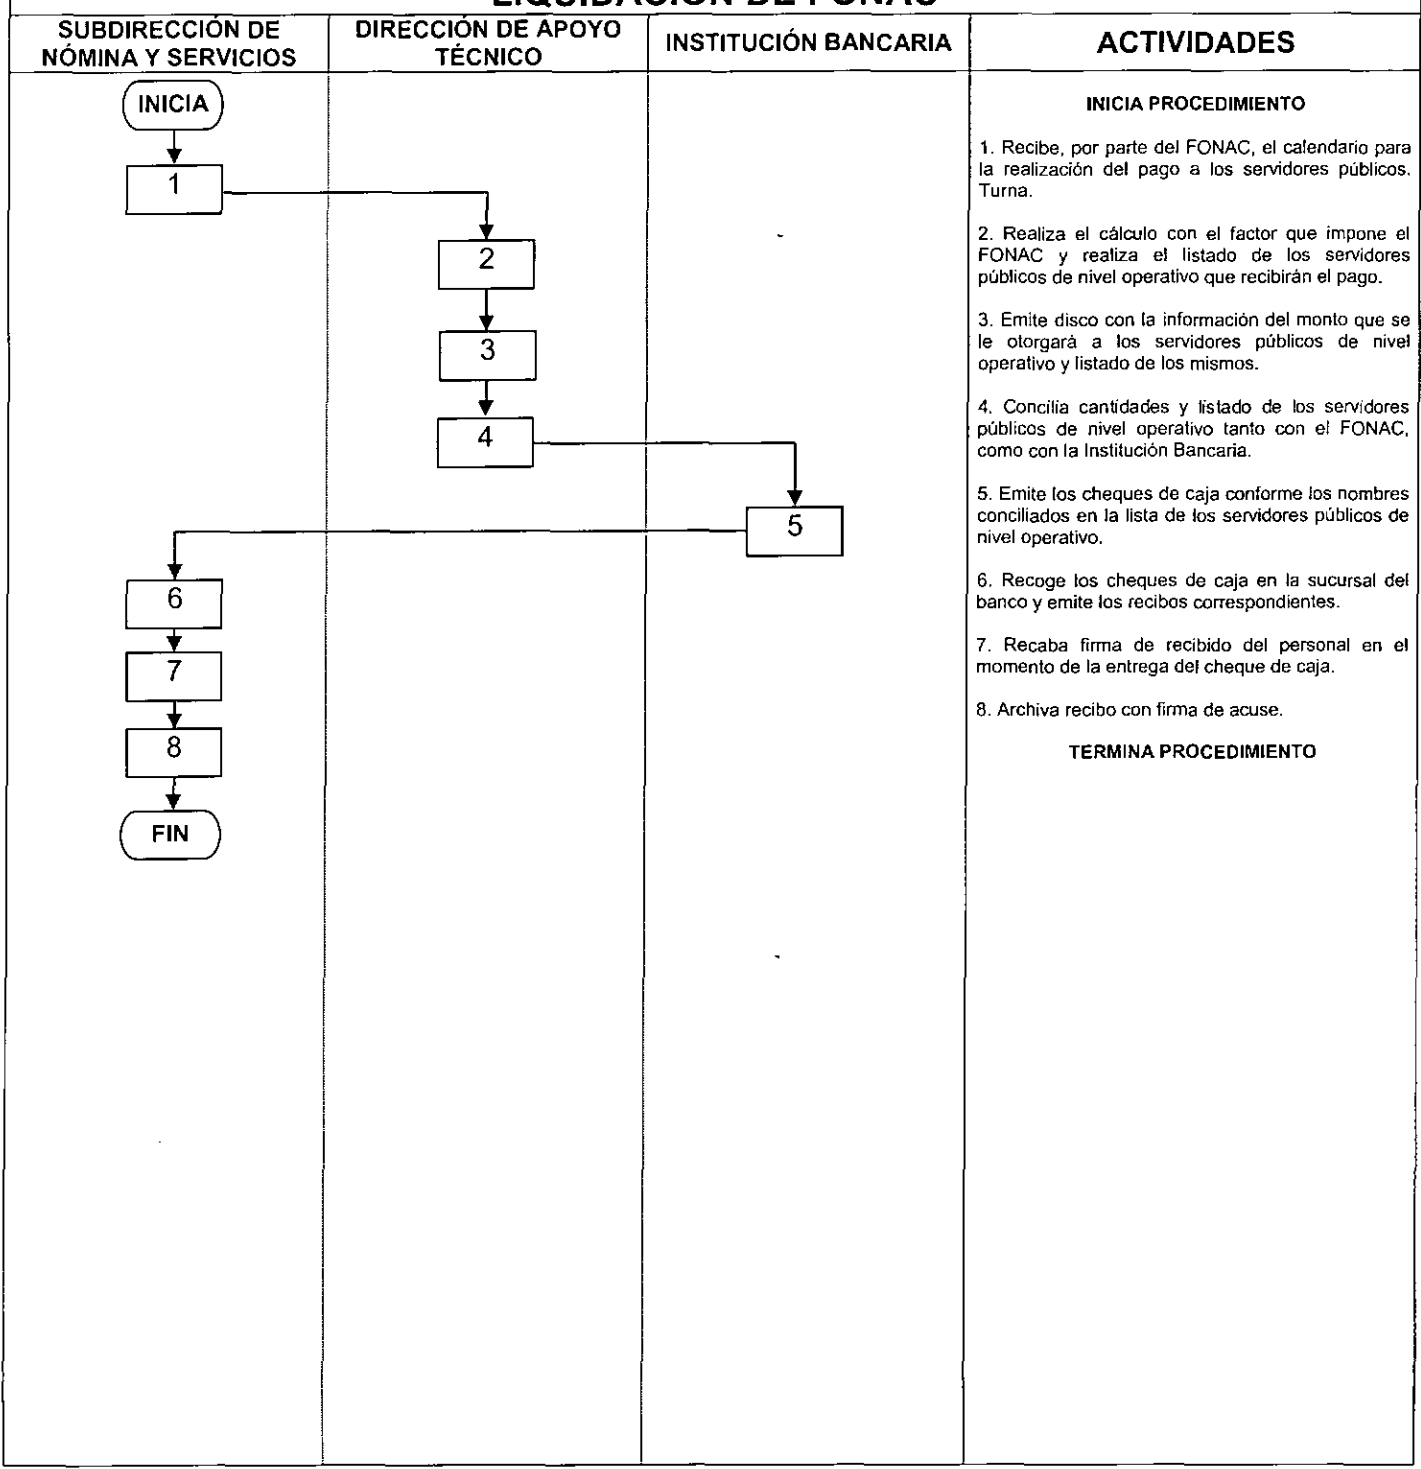 LIQUIDACIÓN DE FONAC
SUBDIRECCIÓN DE
NÓMINA Y SERVICIOS
DIRECCIÓN DE APOYO
TÉCNICO
INSTITUCIÓN BANCARIA
ACTIVIDADES
INICIA
1
2
3
4
5
6
7
8
FIN
INICIA PROCEDIMIENTO
1. Recibe, por parte del FONAC, el calendario para
la realización del pago a los servidores públicos.
Turna.
2. Realiza el cálculo con el factor que impone el
FONAC y realiza el listado de los servidores
públicos de nivel operativo que recibirán el pago.
3. Emite disco con la información del monto que se
le otorgará a los servidores públicos de nivel
operativo y listado de los mismos.
4. Concilia cantidades y listado de los servidores
públicos de nivel operativo tanto con el FONAC,
como con la Institución Bancaria.
5. Emite los cheques de caja conforme los nombres
conciliados en la lista de los servidores públicos de
nivel operativo.
6. Recoge los cheques de caja en la sucursal del
banco y emite los recibos correspondientes.
7. Recaba firma de recibido del personal en el
momento de la entrega del cheque de caja.
8. Archiva recibo con firma de acuse.
TERMINA PROCEDIMIENTO